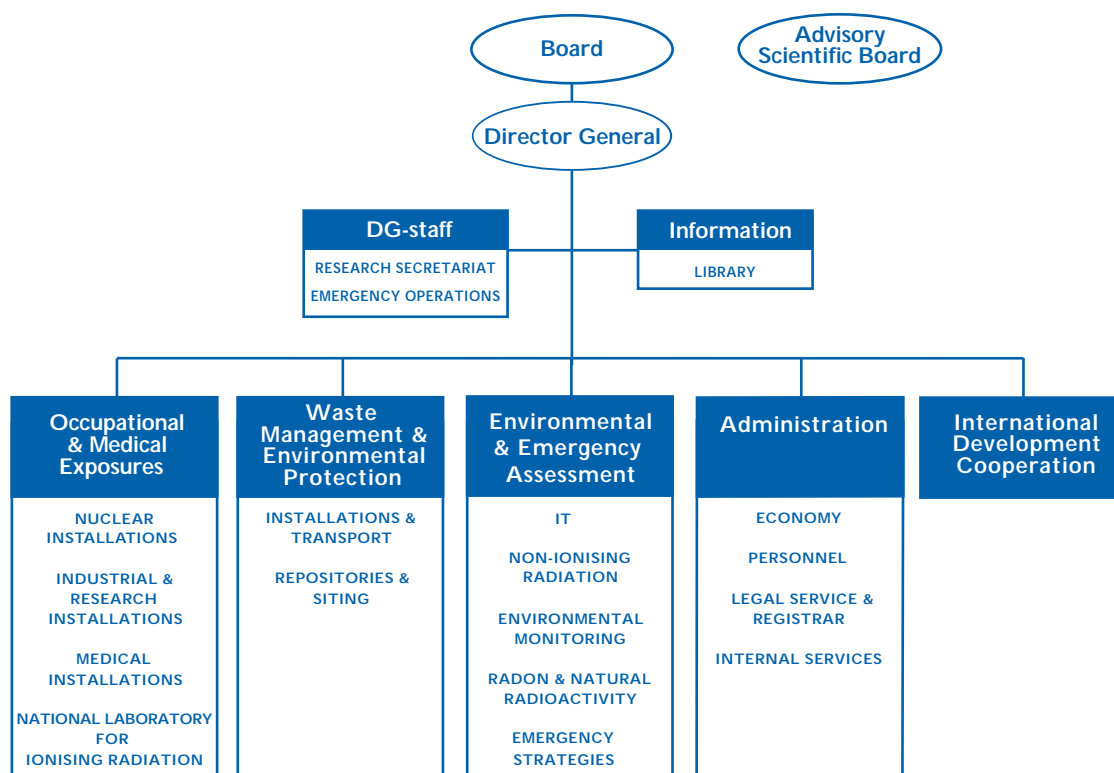 Board
Advisory
Scientific Board
Director General
DG-staff
RESEARCH SECRETARIAT
EMERGENCY OPERATIONS
Information
LIBRARY
Occupational
& Medical
Exposures
NUCLEAR
INSTALLATIONS
INDUSTRIAL &
RESEARCH
INSTALLATIONS
MEDICAL
INSTALLATIONS
NATIONAL LABORATORY
FOR
IONISING RADIATION
Waste
Management &
Environmental
Protection
INSTALLATIONS &
TRANSPORT
REPOSITORIES &
SITING
Environmental
& Emergency
Assessment
IT
NON-IONISING
RADIATION
ENVIRONMENTAL
MONITORING
RADON & NATURAL
RADIOACTIVITY
EMERGENCY
STRATEGIES
Administration
ECONOMY
PERSONNEL
LEGAL SERVICE &
REGISTRAR
INTERNAL SERVICES
International
Development
Cooperation